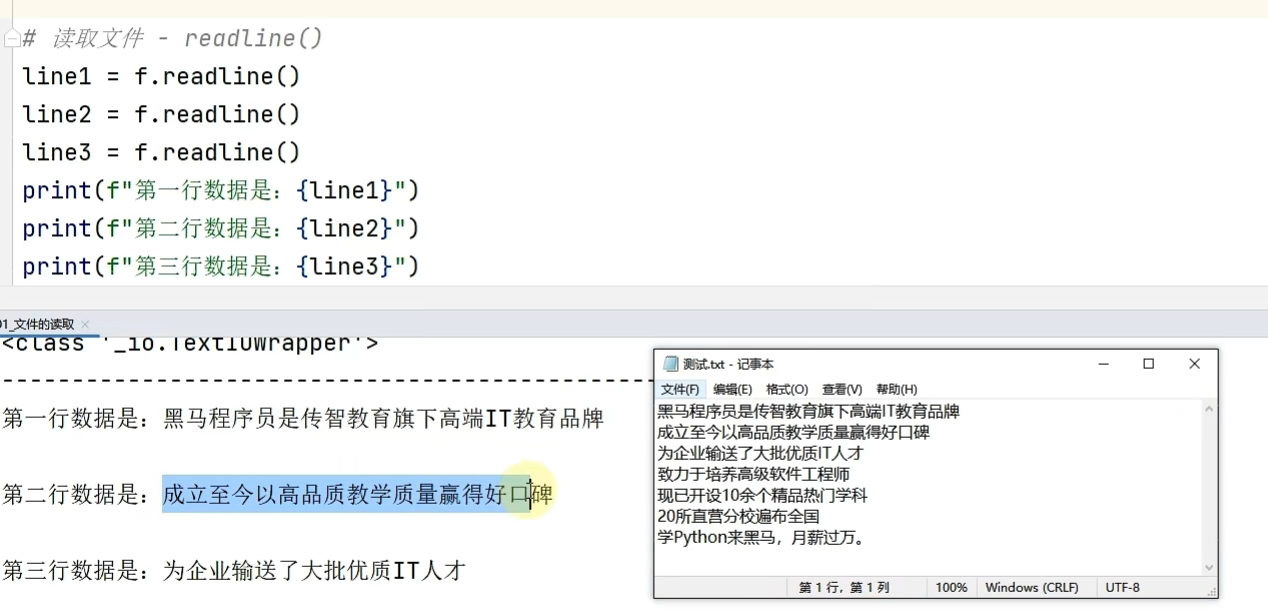 # 读取文件 - readline()
line1 = f.readline()
line2 = f.readline()
line3 = f.readline()
print(f"第一行数据是：{line1}")
print(f"第二行数据是：{line2}")
print(f"第三行数据是：{line3}")
01_文件的读取
<class '_io.TextIOWrapper'>
第一行数据是：黑马程序员是传智教育旗下高端IT教育品牌
第二行数据是：成立至今以高品质教学质量赢得好口碑
第三行数据是：为企业输送了大批优质IT人才
测试.txt - 记事本
文件(F) 编辑(E) 格式(O) 查看(V) 帮助(H)
黑马程序员是传智教育旗下高端IT教育品牌
成立至今以高品质教学质量赢得好口碑
为企业输送了大批优质IT人才
致力于培养高级软件工程师
现已开设10余个精品热门学科
20所直营分校遍布全国
学Python来黑马，月薪过万。
第 1 行，第 1 列 100% Windows (CRLF) UTF-8